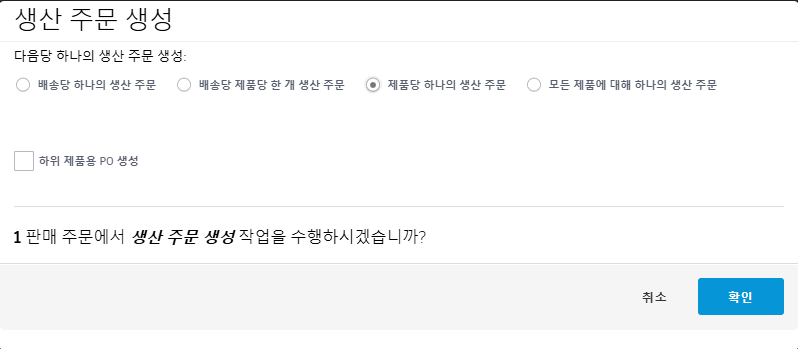 생산 주문 생성
다음당 하나의 생산 주문 생성:
배송당 하나의 생산 주문 배송당 제품당 한 개 생산 주문 제품당 하나의 생산 주문 모든 제품에 대해 하나의 생산 주문
하위 제품용 PO 생성
1 판매 주문에서 생산 주문 생성 작업을 수행하시겠습니까?
취소 확인